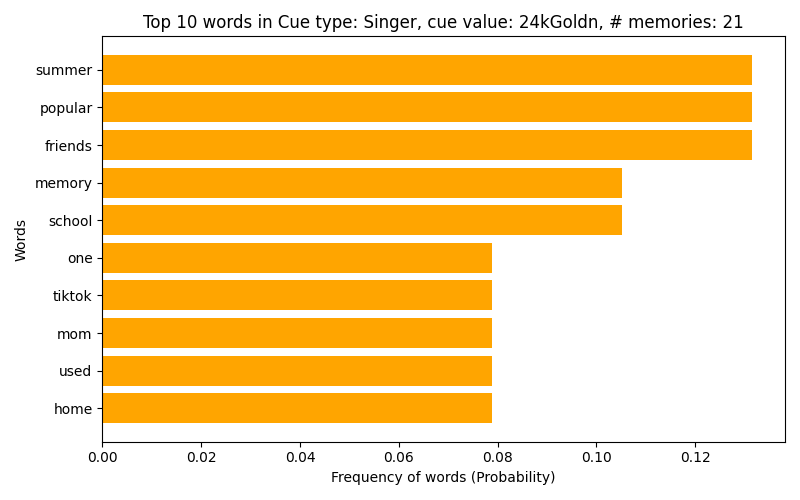 Top 10 words in Cue type: Singer, cue value: 24kGoldn, # memories: 21
summer
popular
friends
memory
school
one
tiktok
mom
used
home
Words
0.00 0.02 0.04 0.06 0.08 0.10 0.12
Frequency of words (Probability)